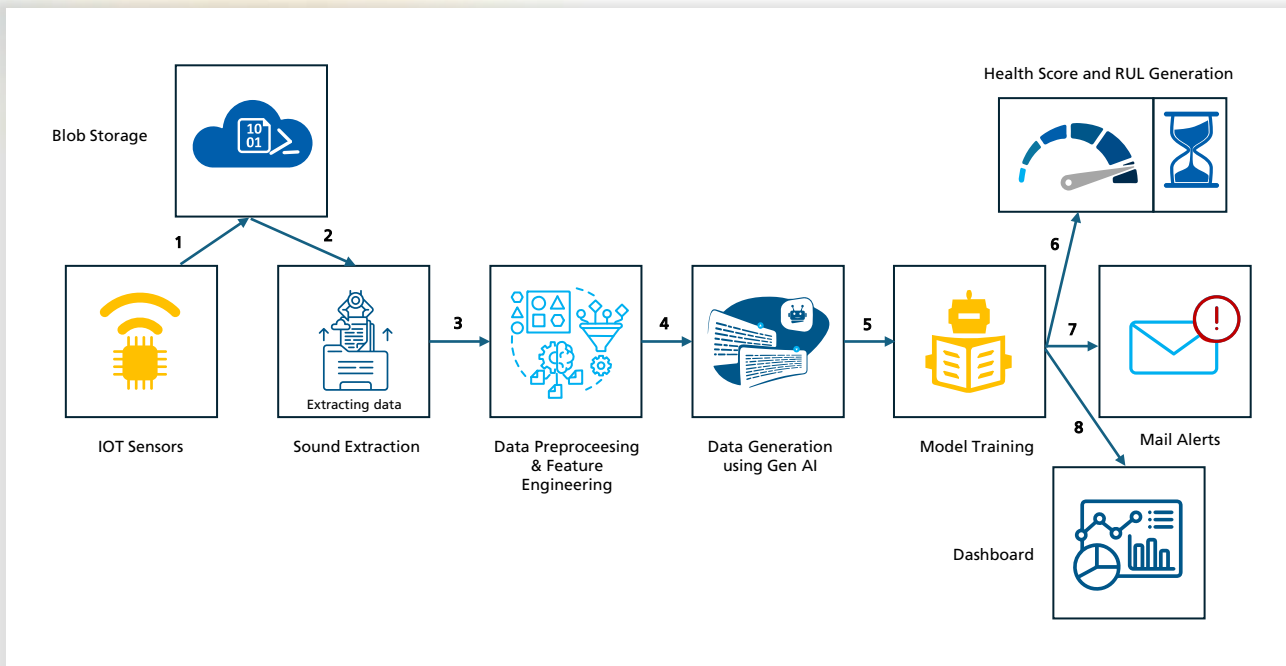 Health Score and RUL Generation
Blob Storage
10
01
1
2
6
3
4
5
7
Extracting data
!
IOT Sensors
Sound Extraction
Data Preproceesing
& Feature
Engineering
Data Generation
using Gen AI
Model Training
8
Mail Alerts
Dashboard